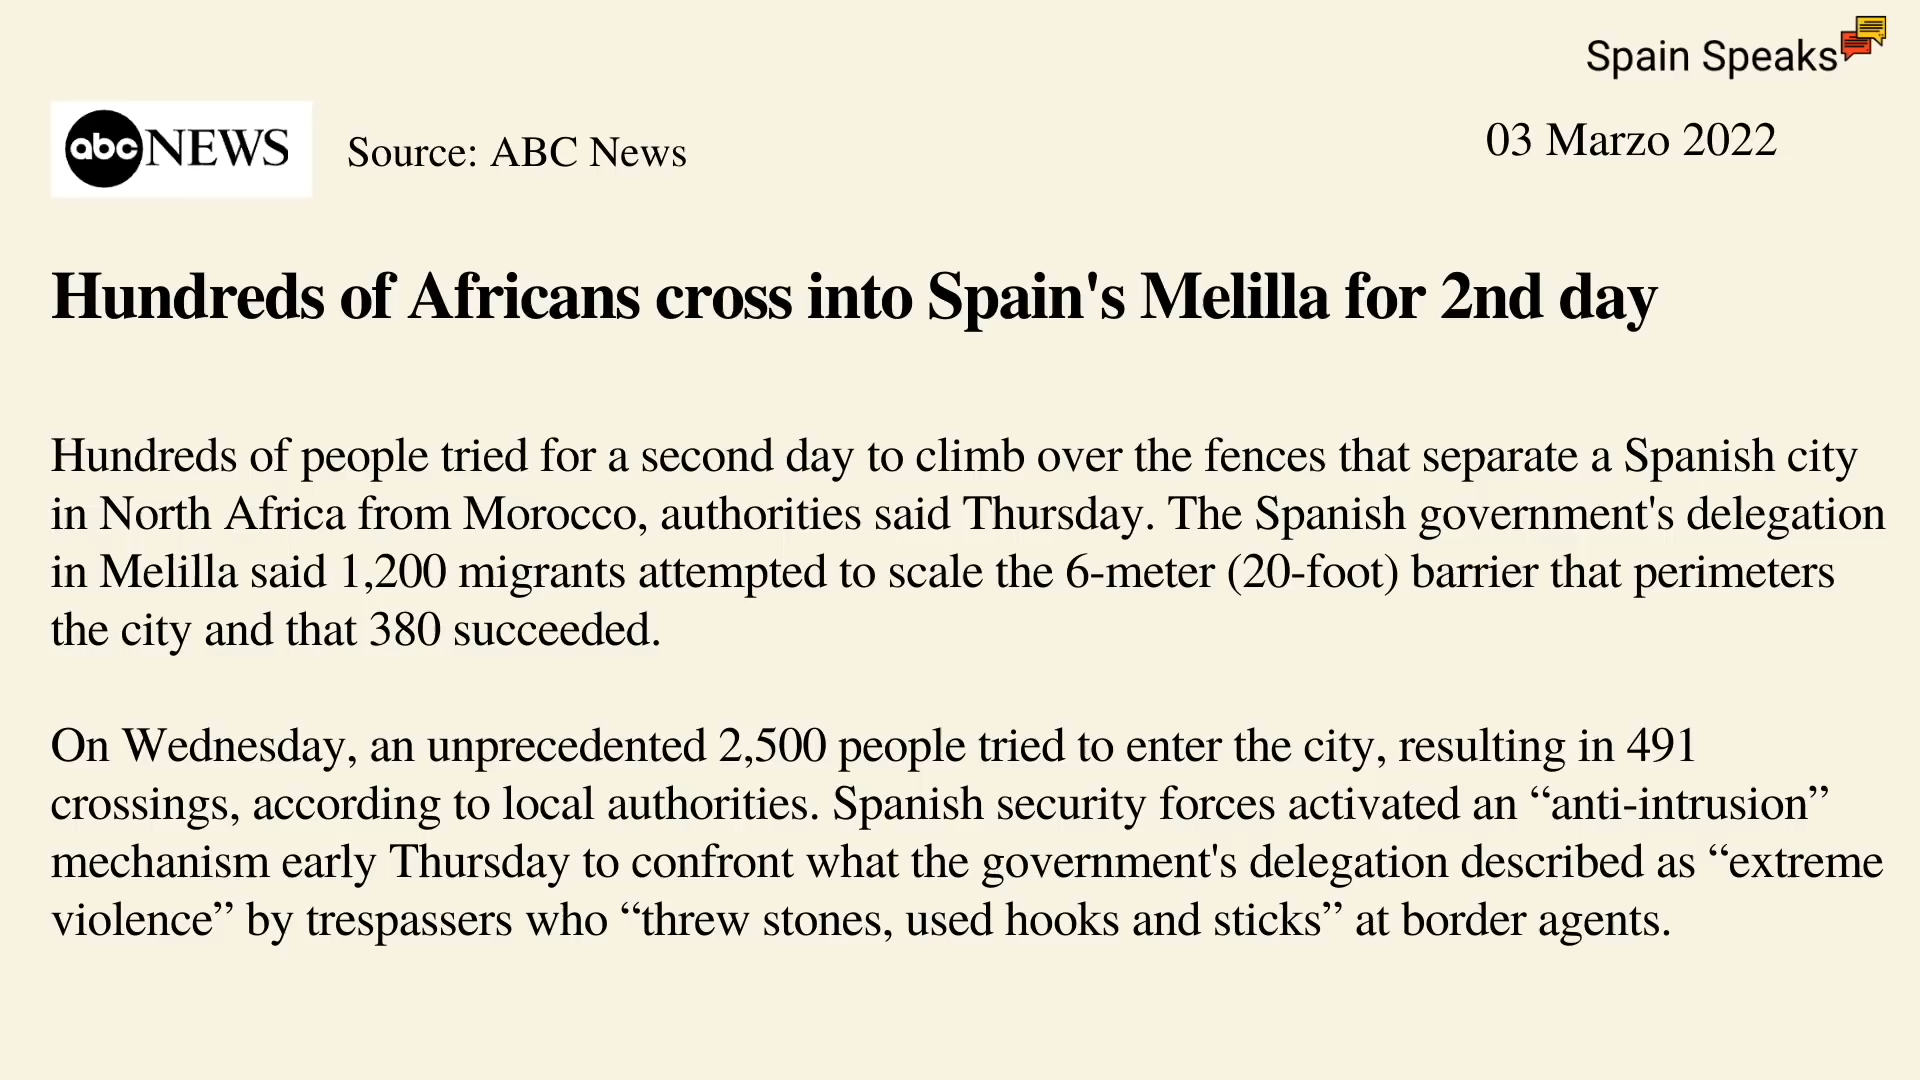 Spain Speaks
abc NEWS
Source: ABC News
03 Marzo 2022
Hundreds of Africans cross into Spain's Melilla for 2nd day
Hundreds of people tried for a second day to climb over the fences that separate a Spanish city
in North Africa from Morocco, authorities said Thursday. The Spanish government's delegation
in Melilla said 1,200 migrants attempted to scale the 6-meter (20-foot) barrier that perimeters
the city and that 380 succeeded.
On Wednesday, an unprecedented 2,500 people tried to enter the city, resulting in 491
crossings, according to local authorities. Spanish security forces activated an “anti-intrusion”
mechanism early Thursday to confront what the government's delegation described as “extreme
violence” by trespassers who “threw stones, used hooks and sticks” at border agents.